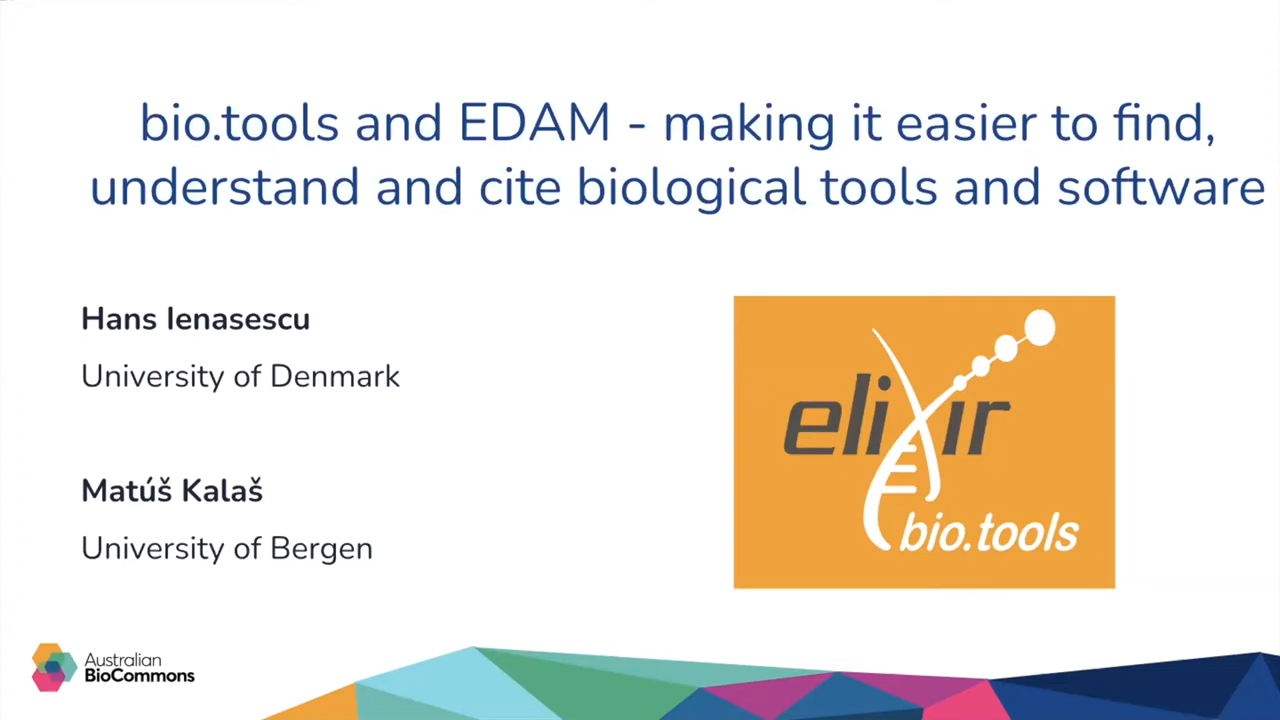 bio.tools and EDAM - making it easier to find,
understand and cite biological tools and software
Hans Ienasescu
University of Denmark
Matúš Kalaš
University of Bergen
elixir
bio.tools
Australian
BioCommons